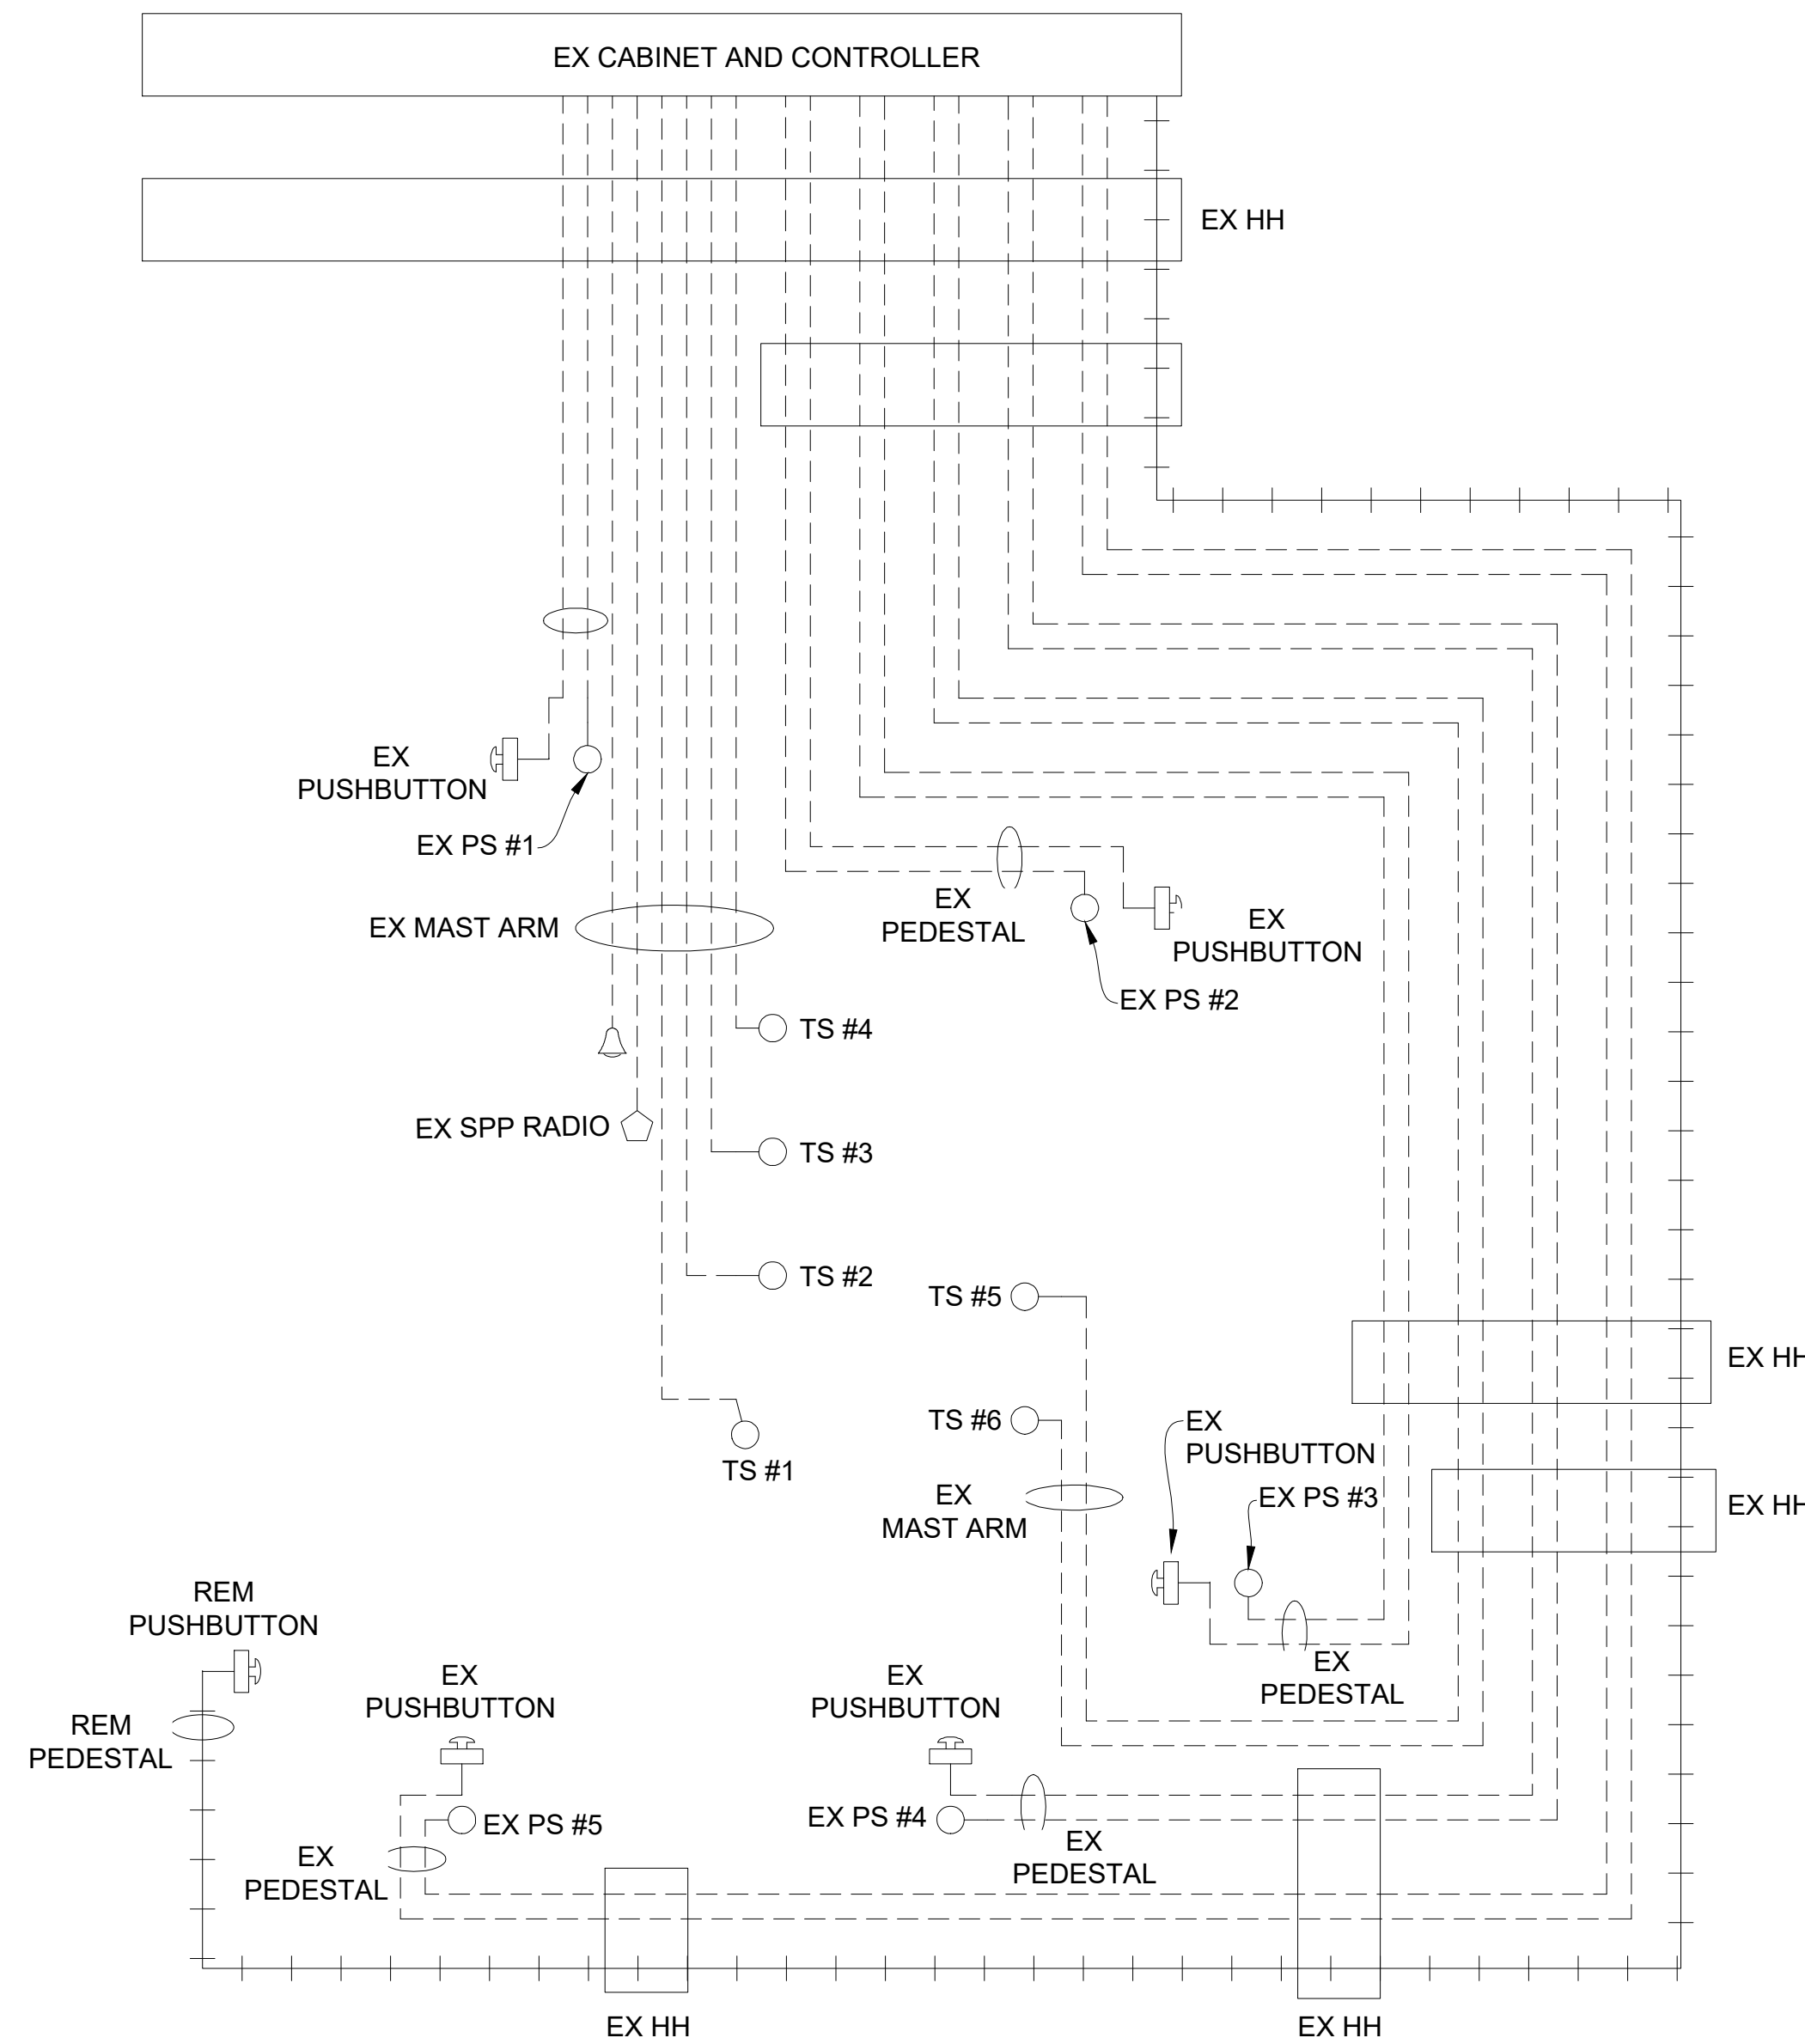 EX CABINET AND CONTROLLER
EX HH
EX
PUSHBUTTON
EX PS #1
EX MAST ARM
EX
PEDESTAL
EX
PUSHBUTTON
EX PS #2
TS #4
EX SPP RADIO
TS #3
TS #2
TS #5
EX HH
TS #6
EX
PUSHBUTTON
TS #1
EX
MAST ARM
EX PS #3
EX HH
REM
PUSHBUTTON
EX
PEDESTAL
EX
PUSHBUTTON
EX
PUSHBUTTON
REM
PEDESTAL
EX PS #5
EX PS #4
EX
PEDESTAL
EX
PEDESTAL
EX HH
EX HH